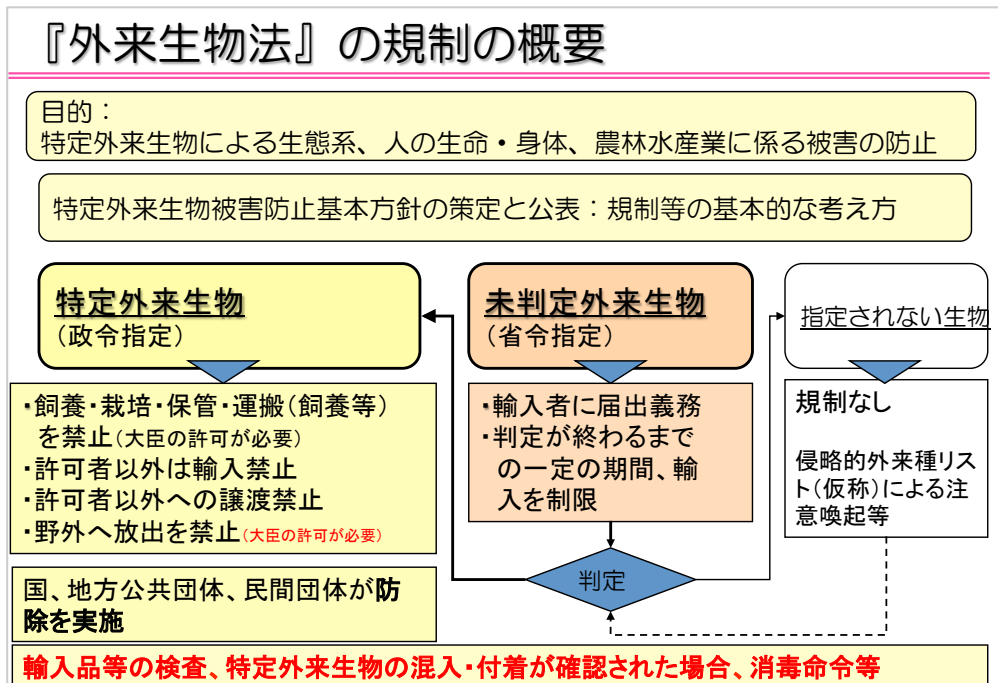 『外来生物法』の規制の概要
目的：
特定外来生物による生態系、人の生命・身体、農林水産業に係る被害の防止
特定外来生物被害防止基本方針の策定と公表：規制等の基本的な考え方
特定外来生物
（政令指定）
・飼養・栽培・保管・運搬（飼養等）
を禁止（大臣の許可が必要）
・許可者以外は輸入禁止
・許可者以外への譲渡禁止
・野外へ放出を禁止（大臣の許可が必要）
国、地方公共団体、民間団体が防
除を実施
未判定外来生物
（省令指定）
・輸入者に届出義務
・判定が終わるまで
の一定の期間、輸
入を制限
判定
指定されない生物
規制なし
侵略的外来種リス
ト（仮称）による注
意喚起等
輸入品等の検査、特定外来生物の混入・付着が確認された場合、消毒命令等